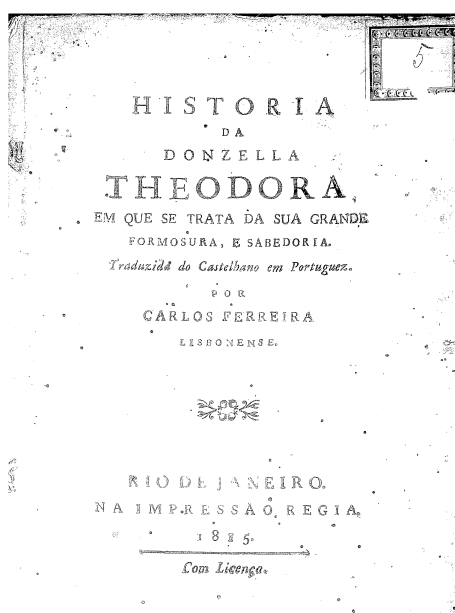 5
HISTORIA
DA
DONZELLA
THEODORA,
EM QUE SE TRATA DA SUA GRANDE
FORMOSURA, E SABEDORIA.
Traduzida do Castelhano em Portuguez.
POR
CARLOS FERREIRA
LISBONENSE.
RIO DE JANEIRO.
NA IMPRESSÃO REGIA.
1815.
Com Licença.